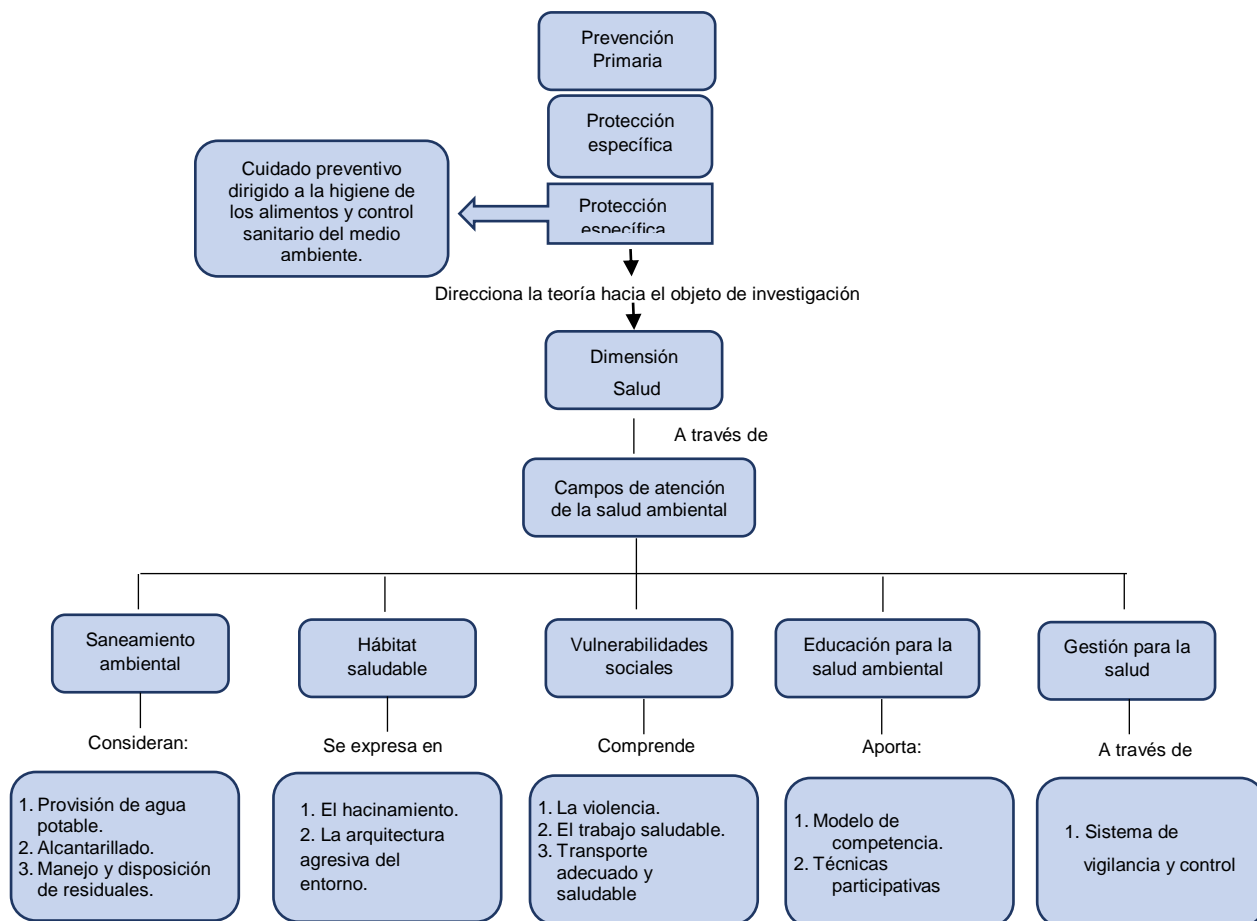 Prevención
Primaria
Protección
específica
Cuidado preventivo
dirigido a la higiene de
los alimentos y control
sanitario del medio
ambiente.
Protección
específica
Direcciona la teoría hacia el objeto de investigación
Dimensión
Salud
A través de
Campos de atención
de la salud ambiental
Saneamiento
ambiental
Hábitat
saludable
Vulnerabilidades
sociales
Educación para la
salud ambiental
Gestión para la
salud
Consideran:
Se expresa en
Comprende
Aporta:
A través de
1. Provisión de agua
potable.
2. Alcantarillado.
3. Manejo y disposición
de residuales.
1. El hacinamiento.
2. La arquitectura
agresiva del
entorno.
1. La violencia.
2. El trabajo saludable.
3. Transporte
adecuado y
saludable
1. Modelo de
competencia.
2. Técnicas
participativas
1. Sistema de
vigilancia y control